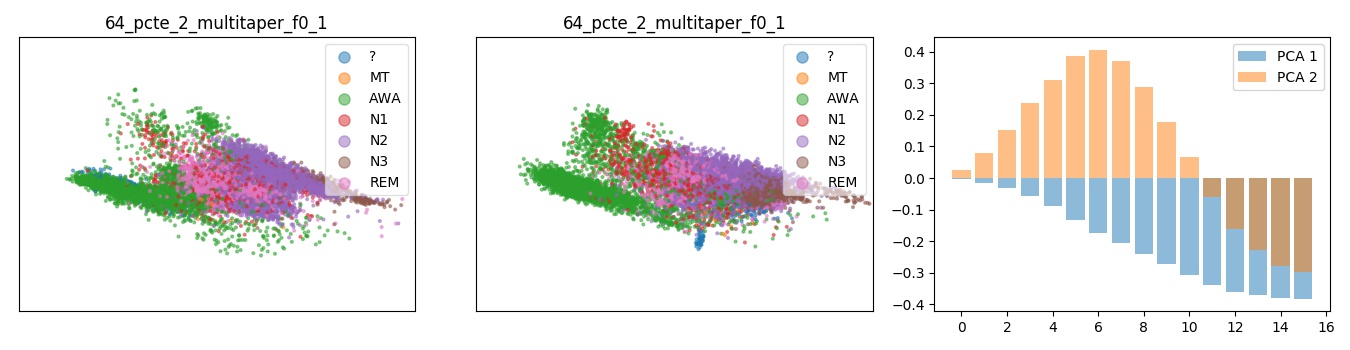 64_pcte_2_multitaper_f0_1
?
MT
AWA
N1
N2
N3
REM
64_pcte_2_multitaper_f0_1
?
MT
AWA
N1
N2
N3
REM
PCA 1
PCA 2
0.4
0.3
0.2
0.1
0.0
−0.1
−0.2
−0.3
−0.4
0 2 4 6 8 10 12 14 16